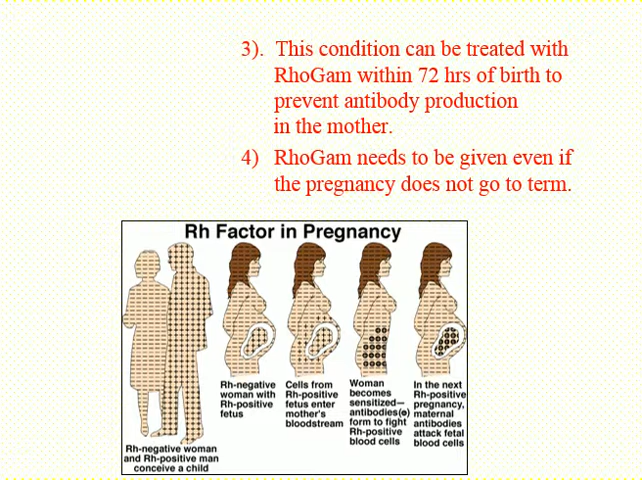 3). This condition can be treated with
RhoGam within 72 hrs of birth to
prevent antibody production
in the mother.
4) RhoGam needs to be given even if
the pregnancy does not go to term.
Rh Factor in Pregnancy
Rh-negative woman
and Rh-positive man
conceive a child
Rh-negative
woman with
Rh-positive
fetus
Cells from
Rh-positive
fetus enter
mother's
bloodstream
Woman
becomes
sensitized—
antibodies( )
form to fight
Rh-positive
blood cells
In the next
Rh-positive
pregnancy,
maternal
antibodies
attack fetal
blood cells